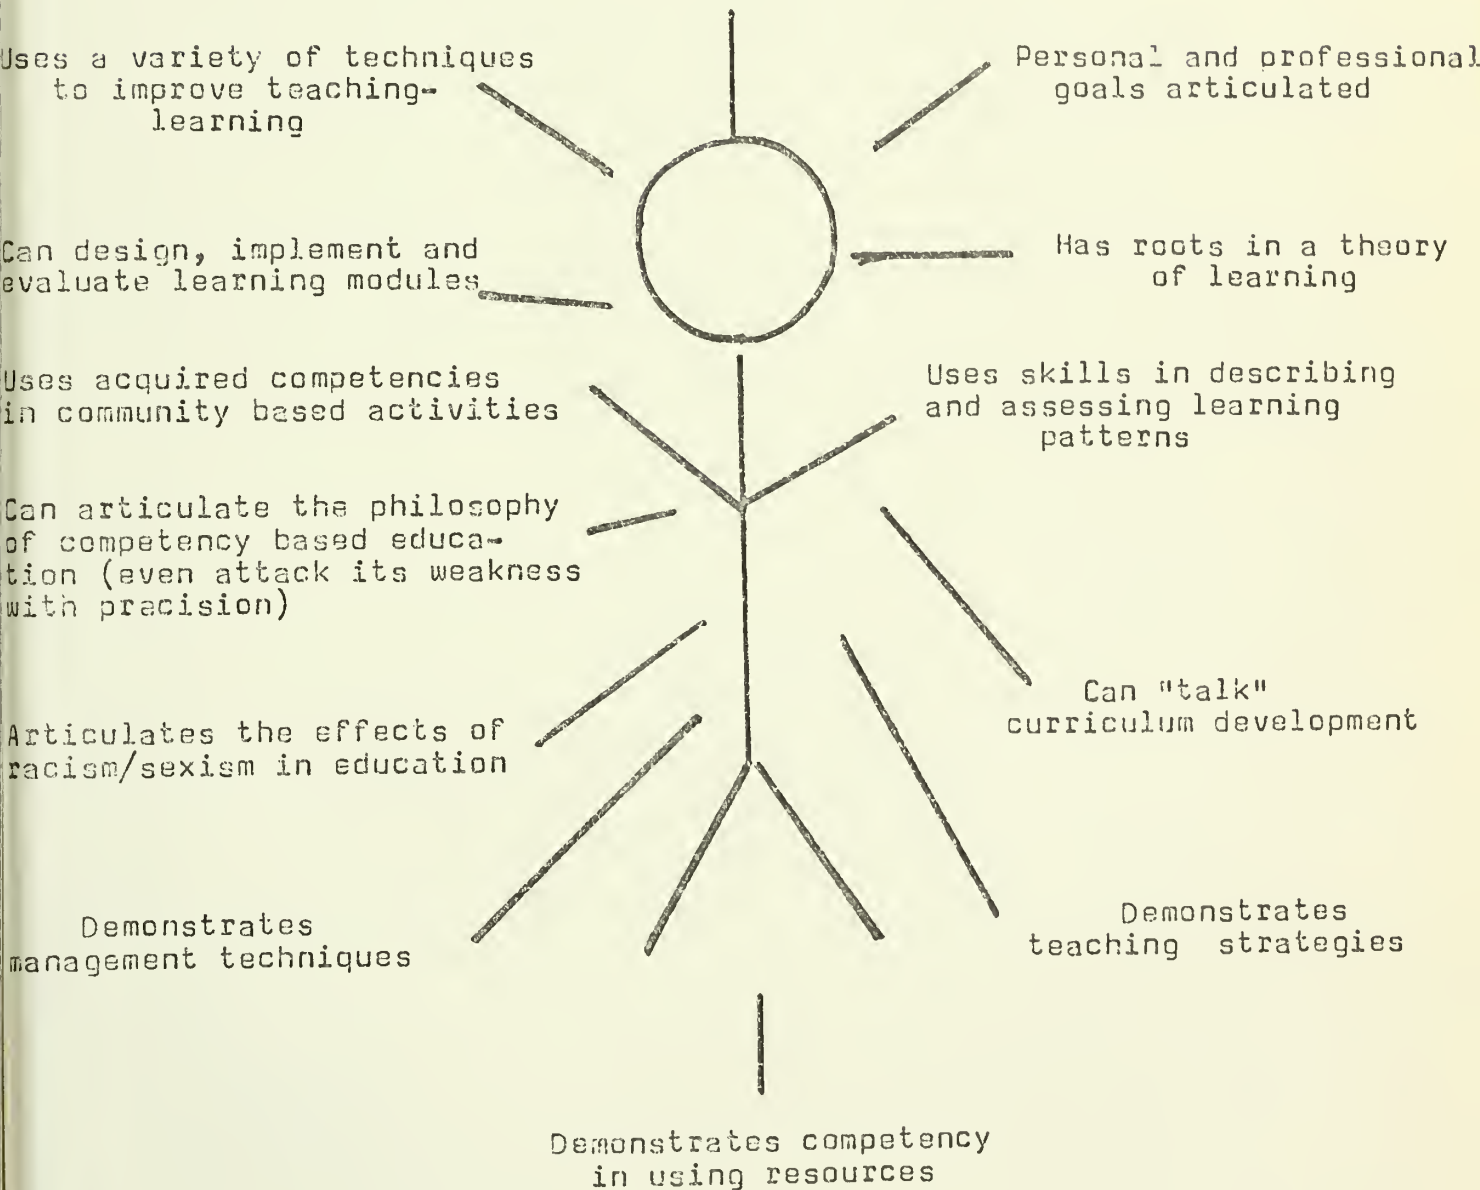 Uses a variety of techniques
to improve teaching-
learning
Personal and professional
goals articulated
Can design, implement and
evaluate learning modules
Has roots in a theory
of learning
Uses acquired competencies
in community based activities
Uses skills in describing
and assessing learning
patterns
Can articulate the philosophy
of competency based educa-
tion (even attack its weakness
with precision)
Can "talk"
curriculum development
Articulates the effects of
racism/sexism in education
Demonstrates
management techniques
Demonstrates
teaching strategies
Demonstrates competency
in using resources